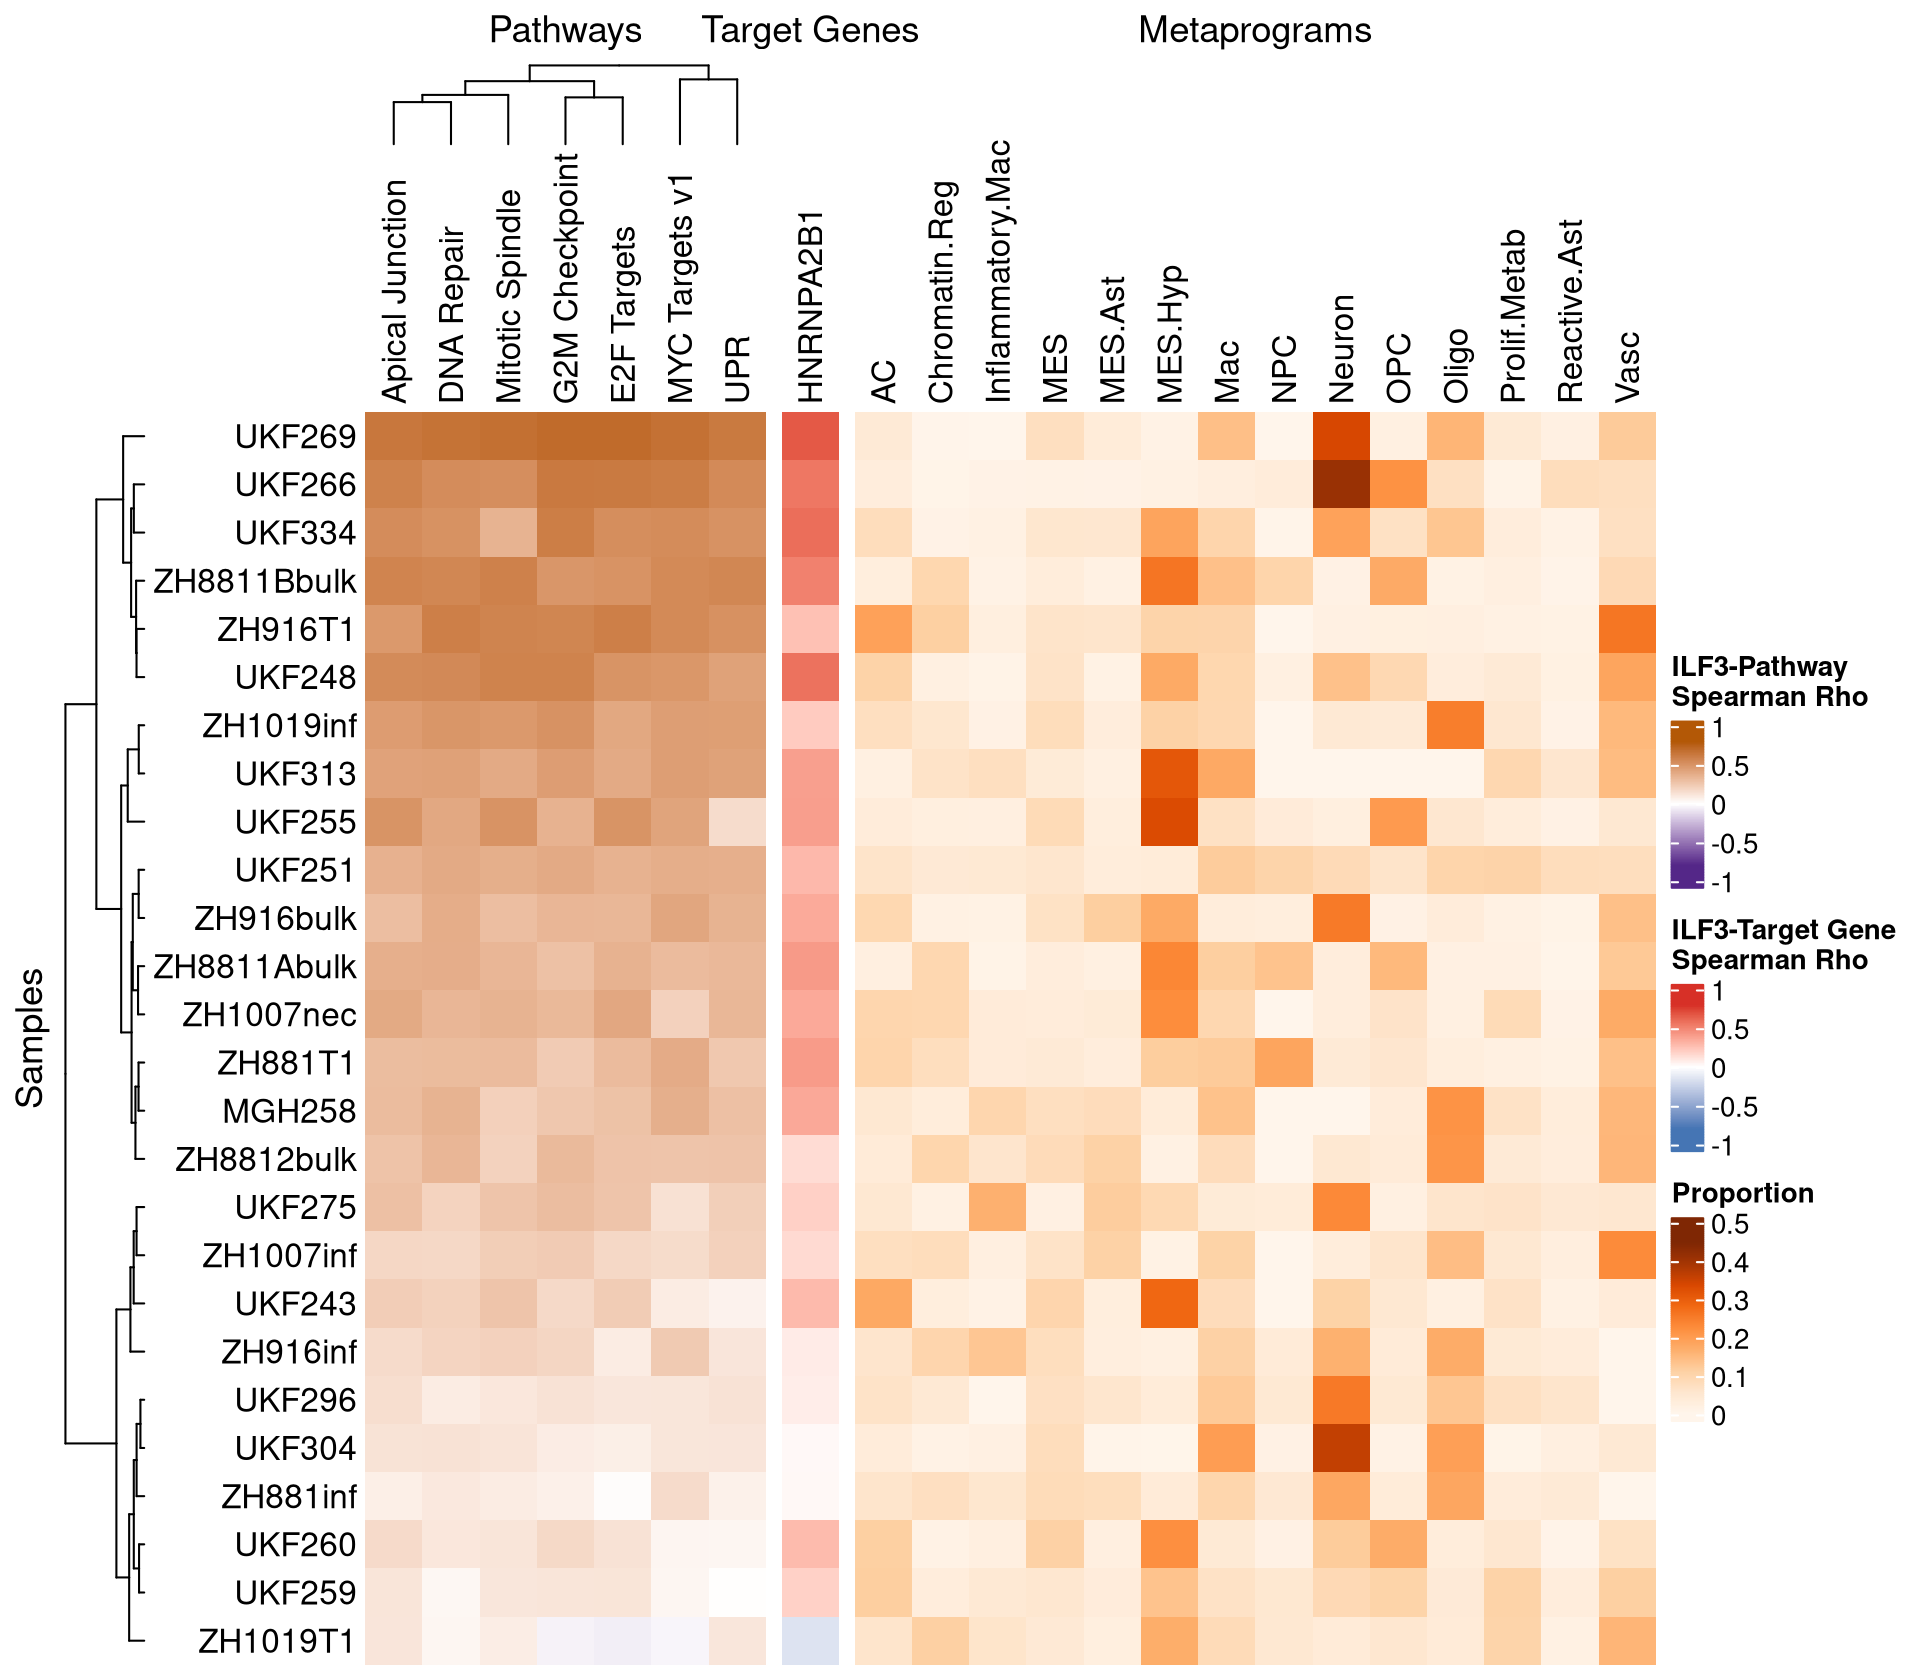 Pathways Target Genes Metaprograms
Apical Junction
DNA Repair
Mitotic Spindle
G2M Checkpoint
E2F Targets
MYC Targets v1
UPR
HNRNPA2B1
AC
Chromatin.Reg
Inflammatory.Mac
MES
MES.Ast
MES.Hyp
Mac
NPC
Neuron
OPC
Oligo
Prolif.Metab
Reactive.Ast
Vasc
Samples
UKF269
UKF266
UKF334
ZH8811Bbulk
ZH916T1
UKF248
ZH1019inf
UKF313
UKF255
UKF251
ZH916bulk
ZH8811Abulk
ZH1007nec
ZH881T1
MGH258
ZH8812bulk
UKF275
ZH1007inf
UKF243
ZH916inf
UKF296
UKF304
ZH881inf
UKF260
UKF259
ZH1019T1
ILF3-Pathway
Spearman Rho
1
0.5
0
-0.5
-1
ILF3-Target Gene
Spearman Rho
1
0.5
0
-0.5
-1
Proportion
0.5
0.4
0.3
0.2
0.1
0